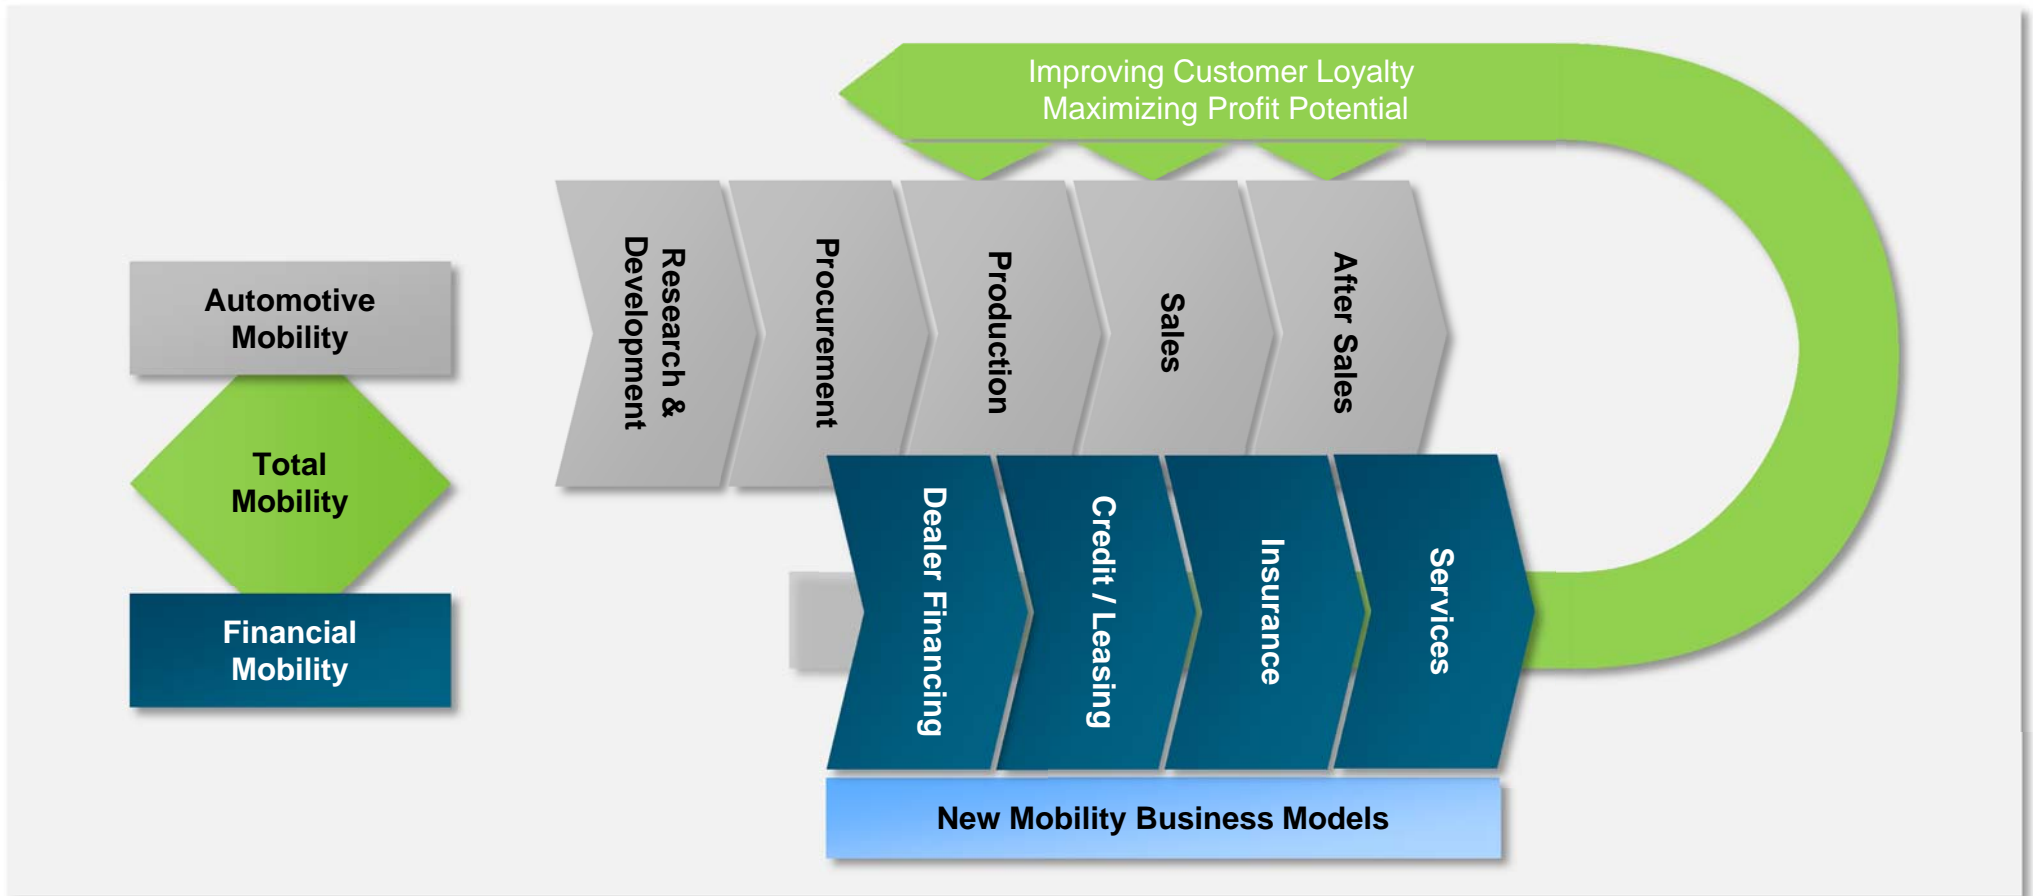 Improving Customer Loyalty
Maximizing Profit Potential
Automotive
Mobility
Total
Mobility
Financial
Mobility
Research &
Development
Procurement
Production
Sales
After Sales
Dealer Financing
Credit / Leasing
Insurance
Services
New Mobility Business Models